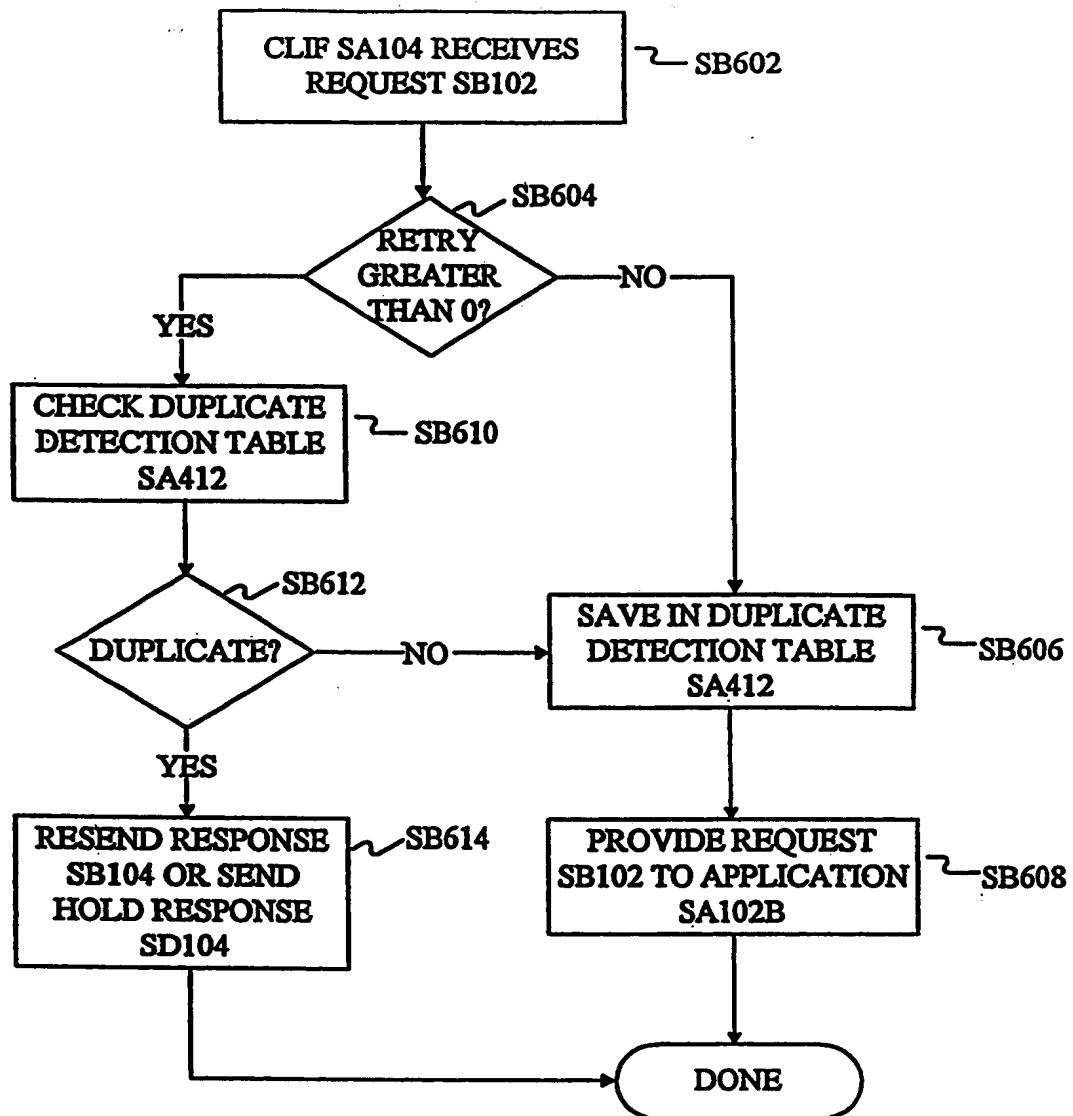 CLIF SA104 RECEIVES
REQUEST SB102
SB602
SB604
RETRY
GREATER
THAN 0?
NO
YES
CHECK DUPLICATE
DETECTION TABLE
SA412
SB610
SB612
DUPLICATE?
NO
SAVE IN DUPLICATE
DETECTION TABLE
SA412
SB606
YES
RESEND RESPONSE
SB104 OR SEND
HOLD RESPONSE
SD104
SB614
PROVIDE REQUEST
SB102 TO APPLICATION
SA102B
SB608
DONE